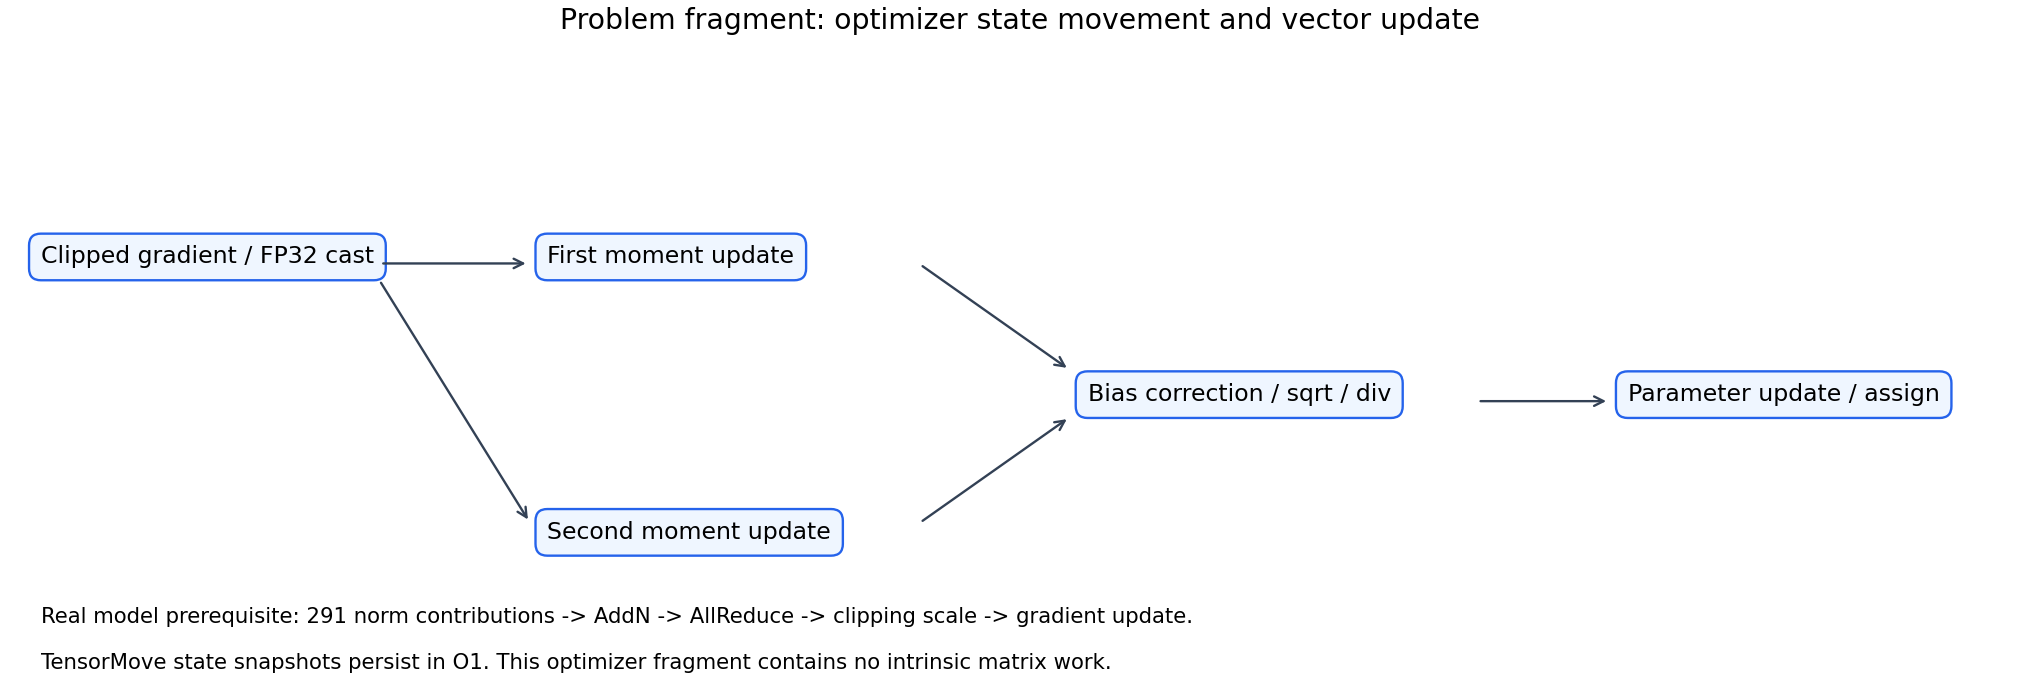 Problem fragment: optimizer state movement and vector update
Clipped gradient / FP32 cast
First moment update
Bias correction / sqrt / div
Parameter update / assign
Second moment update
Real model prerequisite: 291 norm contributions -> AddN -> AllReduce -> clipping scale -> gradient update.
TensorMove state snapshots persist in O1. This optimizer fragment contains no intrinsic matrix work.